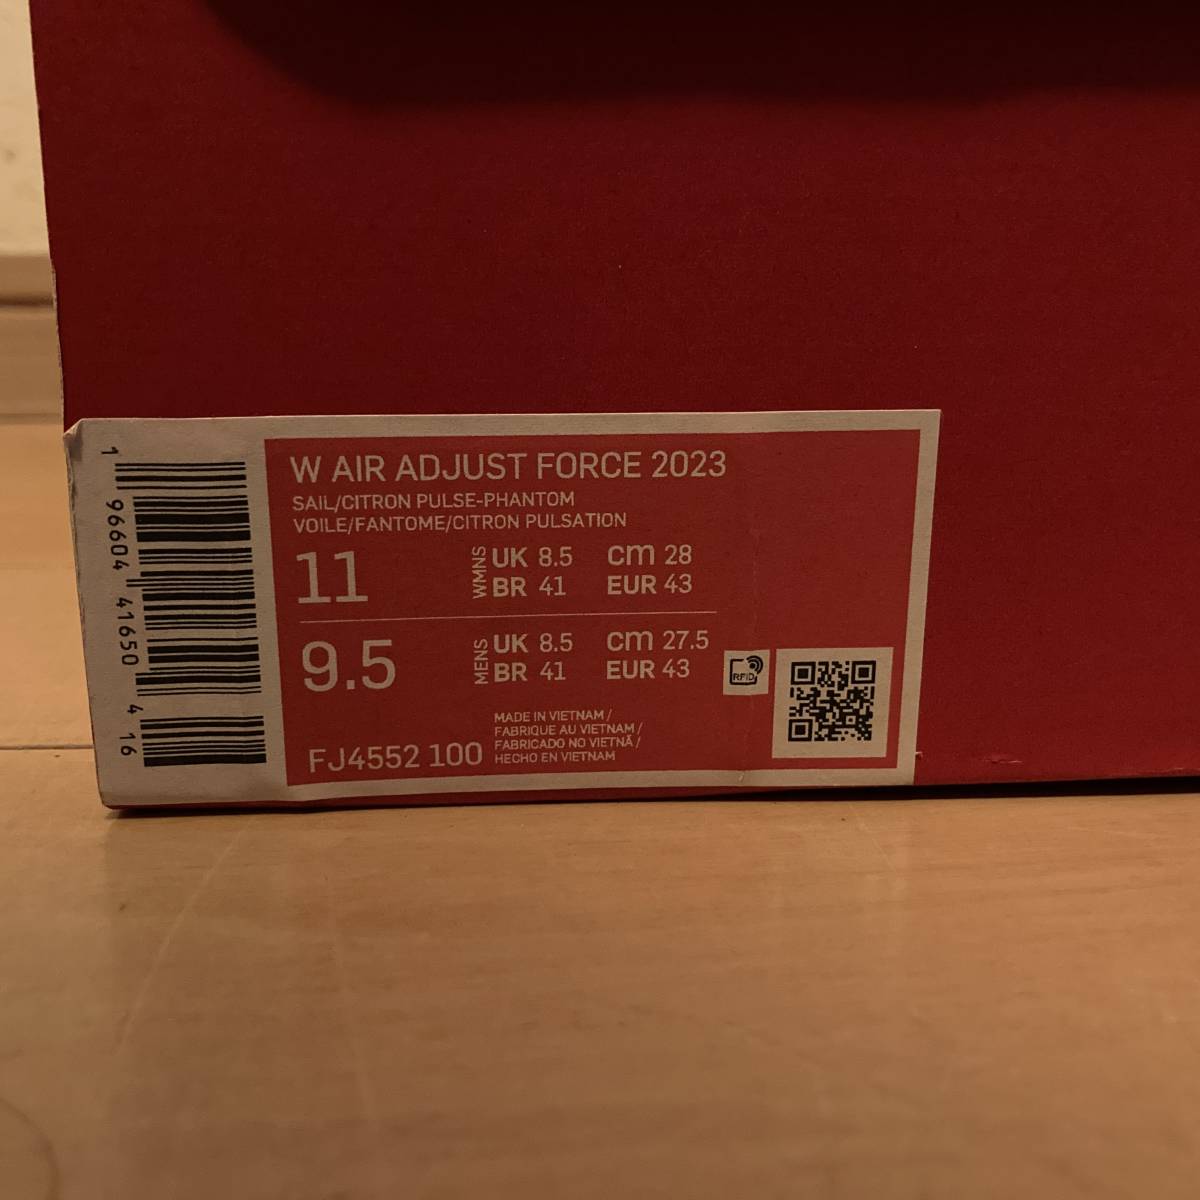 W AIR ADJUST FORCE 2023
SAIL/CITRON PULSE-PHANTOM
VOILE/FANTOME/CITRON PULSATION
11 WMNS UK 8.5 cm 28
BR 41 EUR 43
9.5 MENS UK 8.5 cm 27.5
BR 41 EUR 43
RFID
MADE IN VIETNAM /
FABRIQUE AU VIETNAM /
FABRICADO NO VIETNÃ /
HECHO EN VIETNAM
FJ4552 100
1 96604 41650 4 16